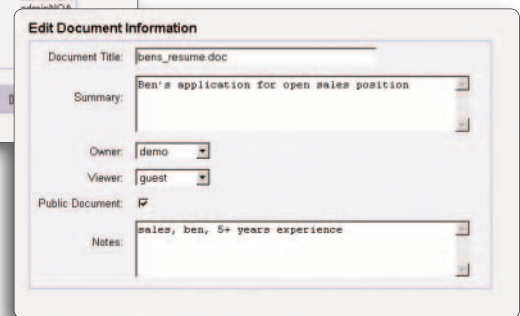 adminNQA
Edit Document Information
Document Title: bens_resume.doc
Summary: Ben's application for open sales position
Owner: demo
Viewer: guest
Public Document:
Notes: sales, ben, 5+ years experience